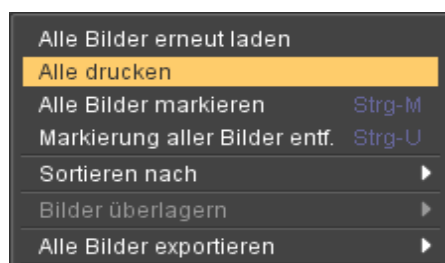 Alle Bilder erneut laden
Alle drucken
Alle Bilder markieren Strg-M
Markierung aller Bilder entf. Strg-U
Sortieren nach
Bilder überlagern
Alle Bilder exportieren